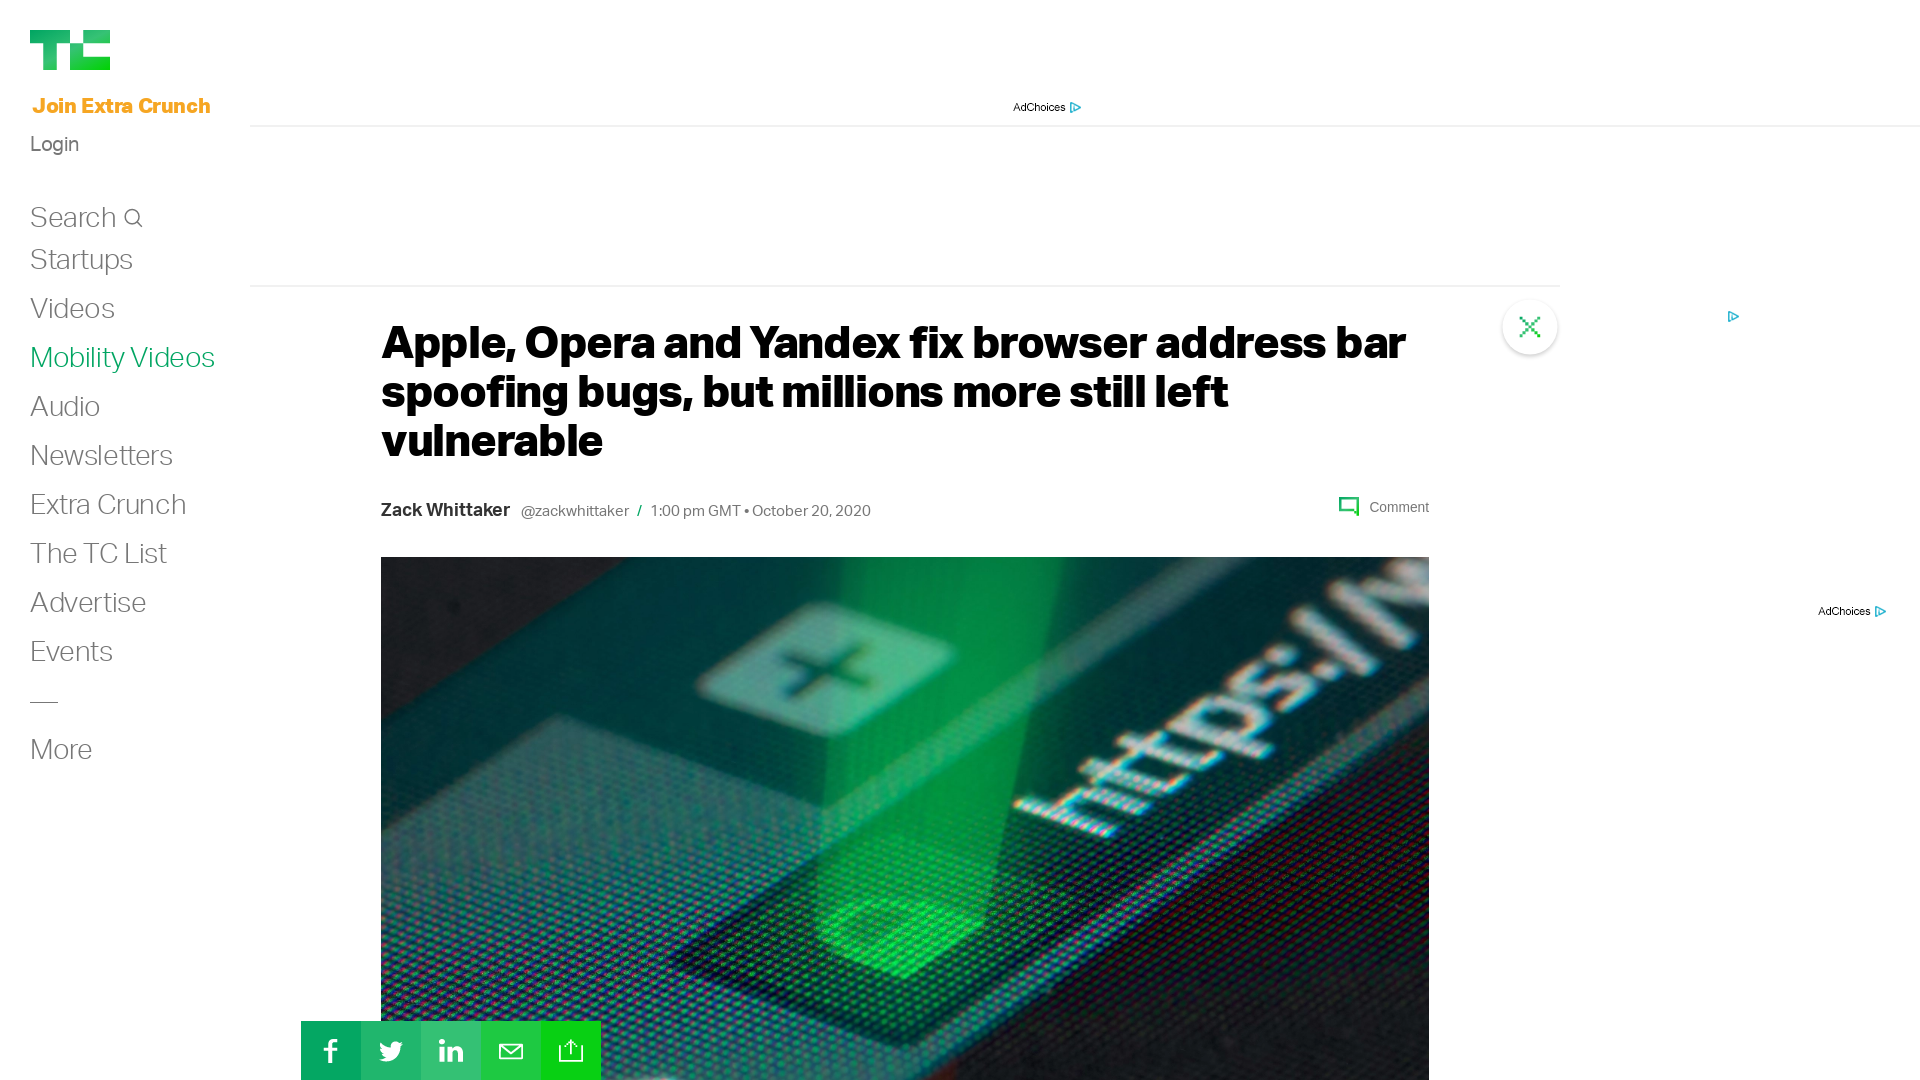 TC
Join Extra Crunch
Login
Search
Startups
Videos
Mobility Videos
Audio
Newsletters
Extra Crunch
The TC List
Advertise
Events
More
AdChoices
Apple, Opera and Yandex fix browser address bar
spoofing bugs, but millions more still left
vulnerable
Zack Whittaker @zackwhittaker / 1:00 pm GMT • October 20, 2020
Comment
https://w
AdChoices